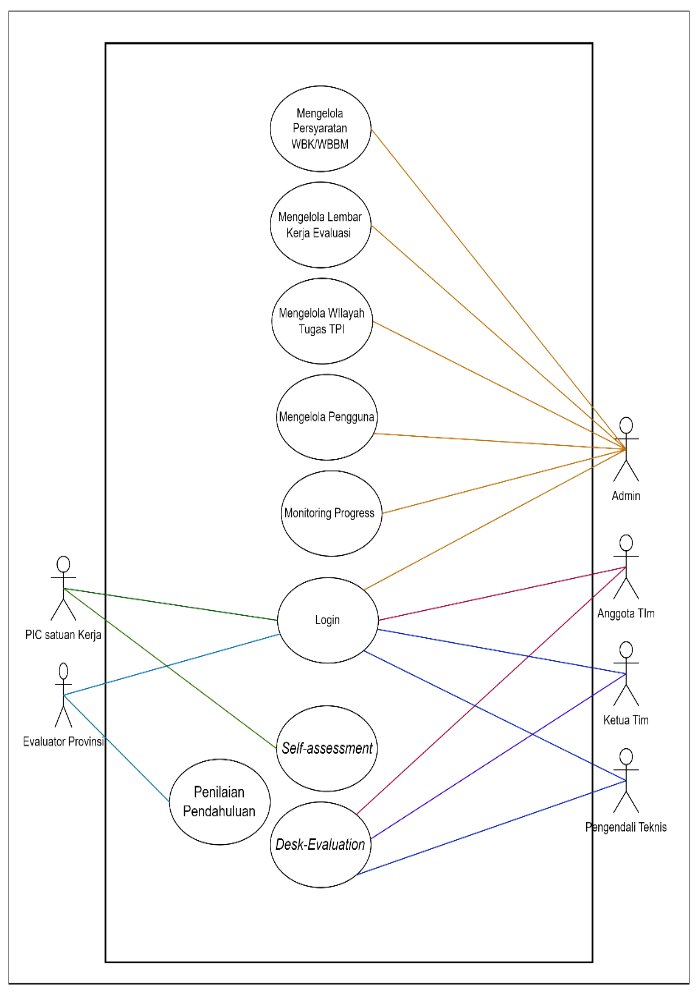 Mengelola
Persyaratan
WBK/WBBM
Mengelola Lembar
Kerja Evaluasi
Mengelola Wilayah
Tugas TPI
Mengelola Pengguna
Monitoring Progress
Admin
Login
Anggota TIm
PIC satuan Kerja
Ketua Tim
Evaluator Provinsi
Self-assessment
Penilaian
Pendahuluan
Desk-Evaluation
Pengendali Teknis